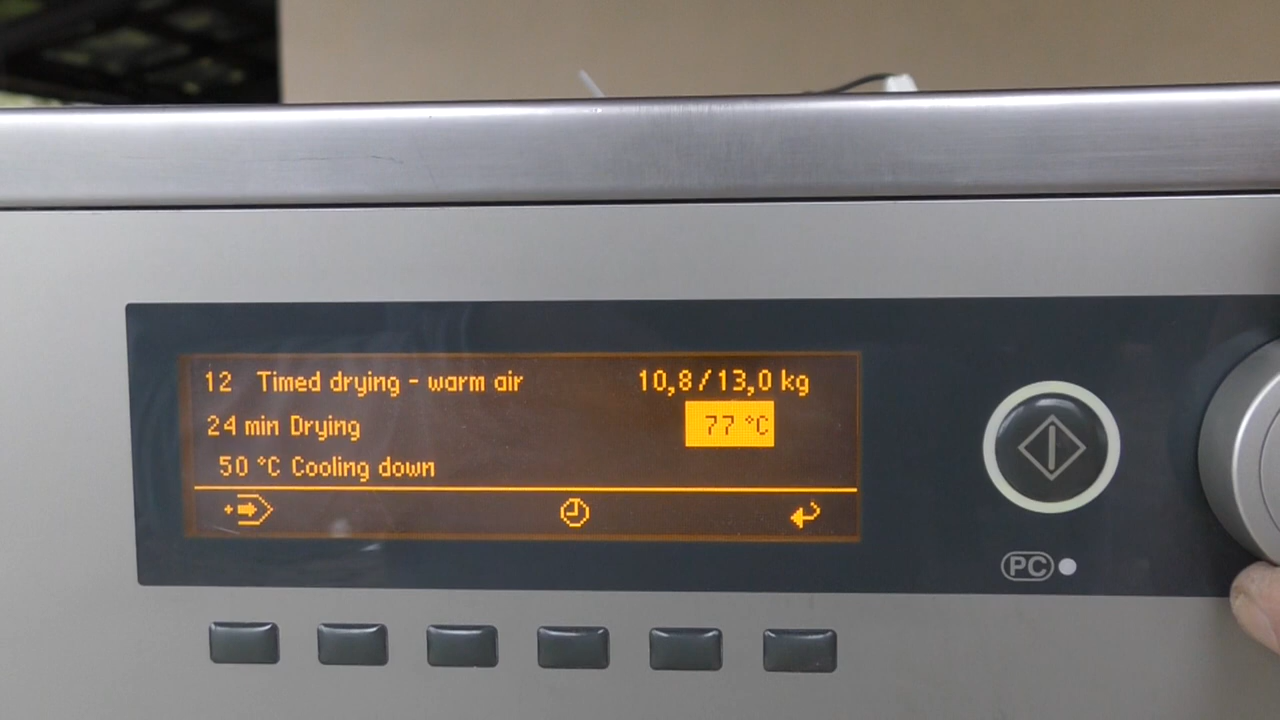 12 Timed drying - warm air 10,8/13,0 kg
24 min Drying 77 °C
50 °C Cooling down
PC